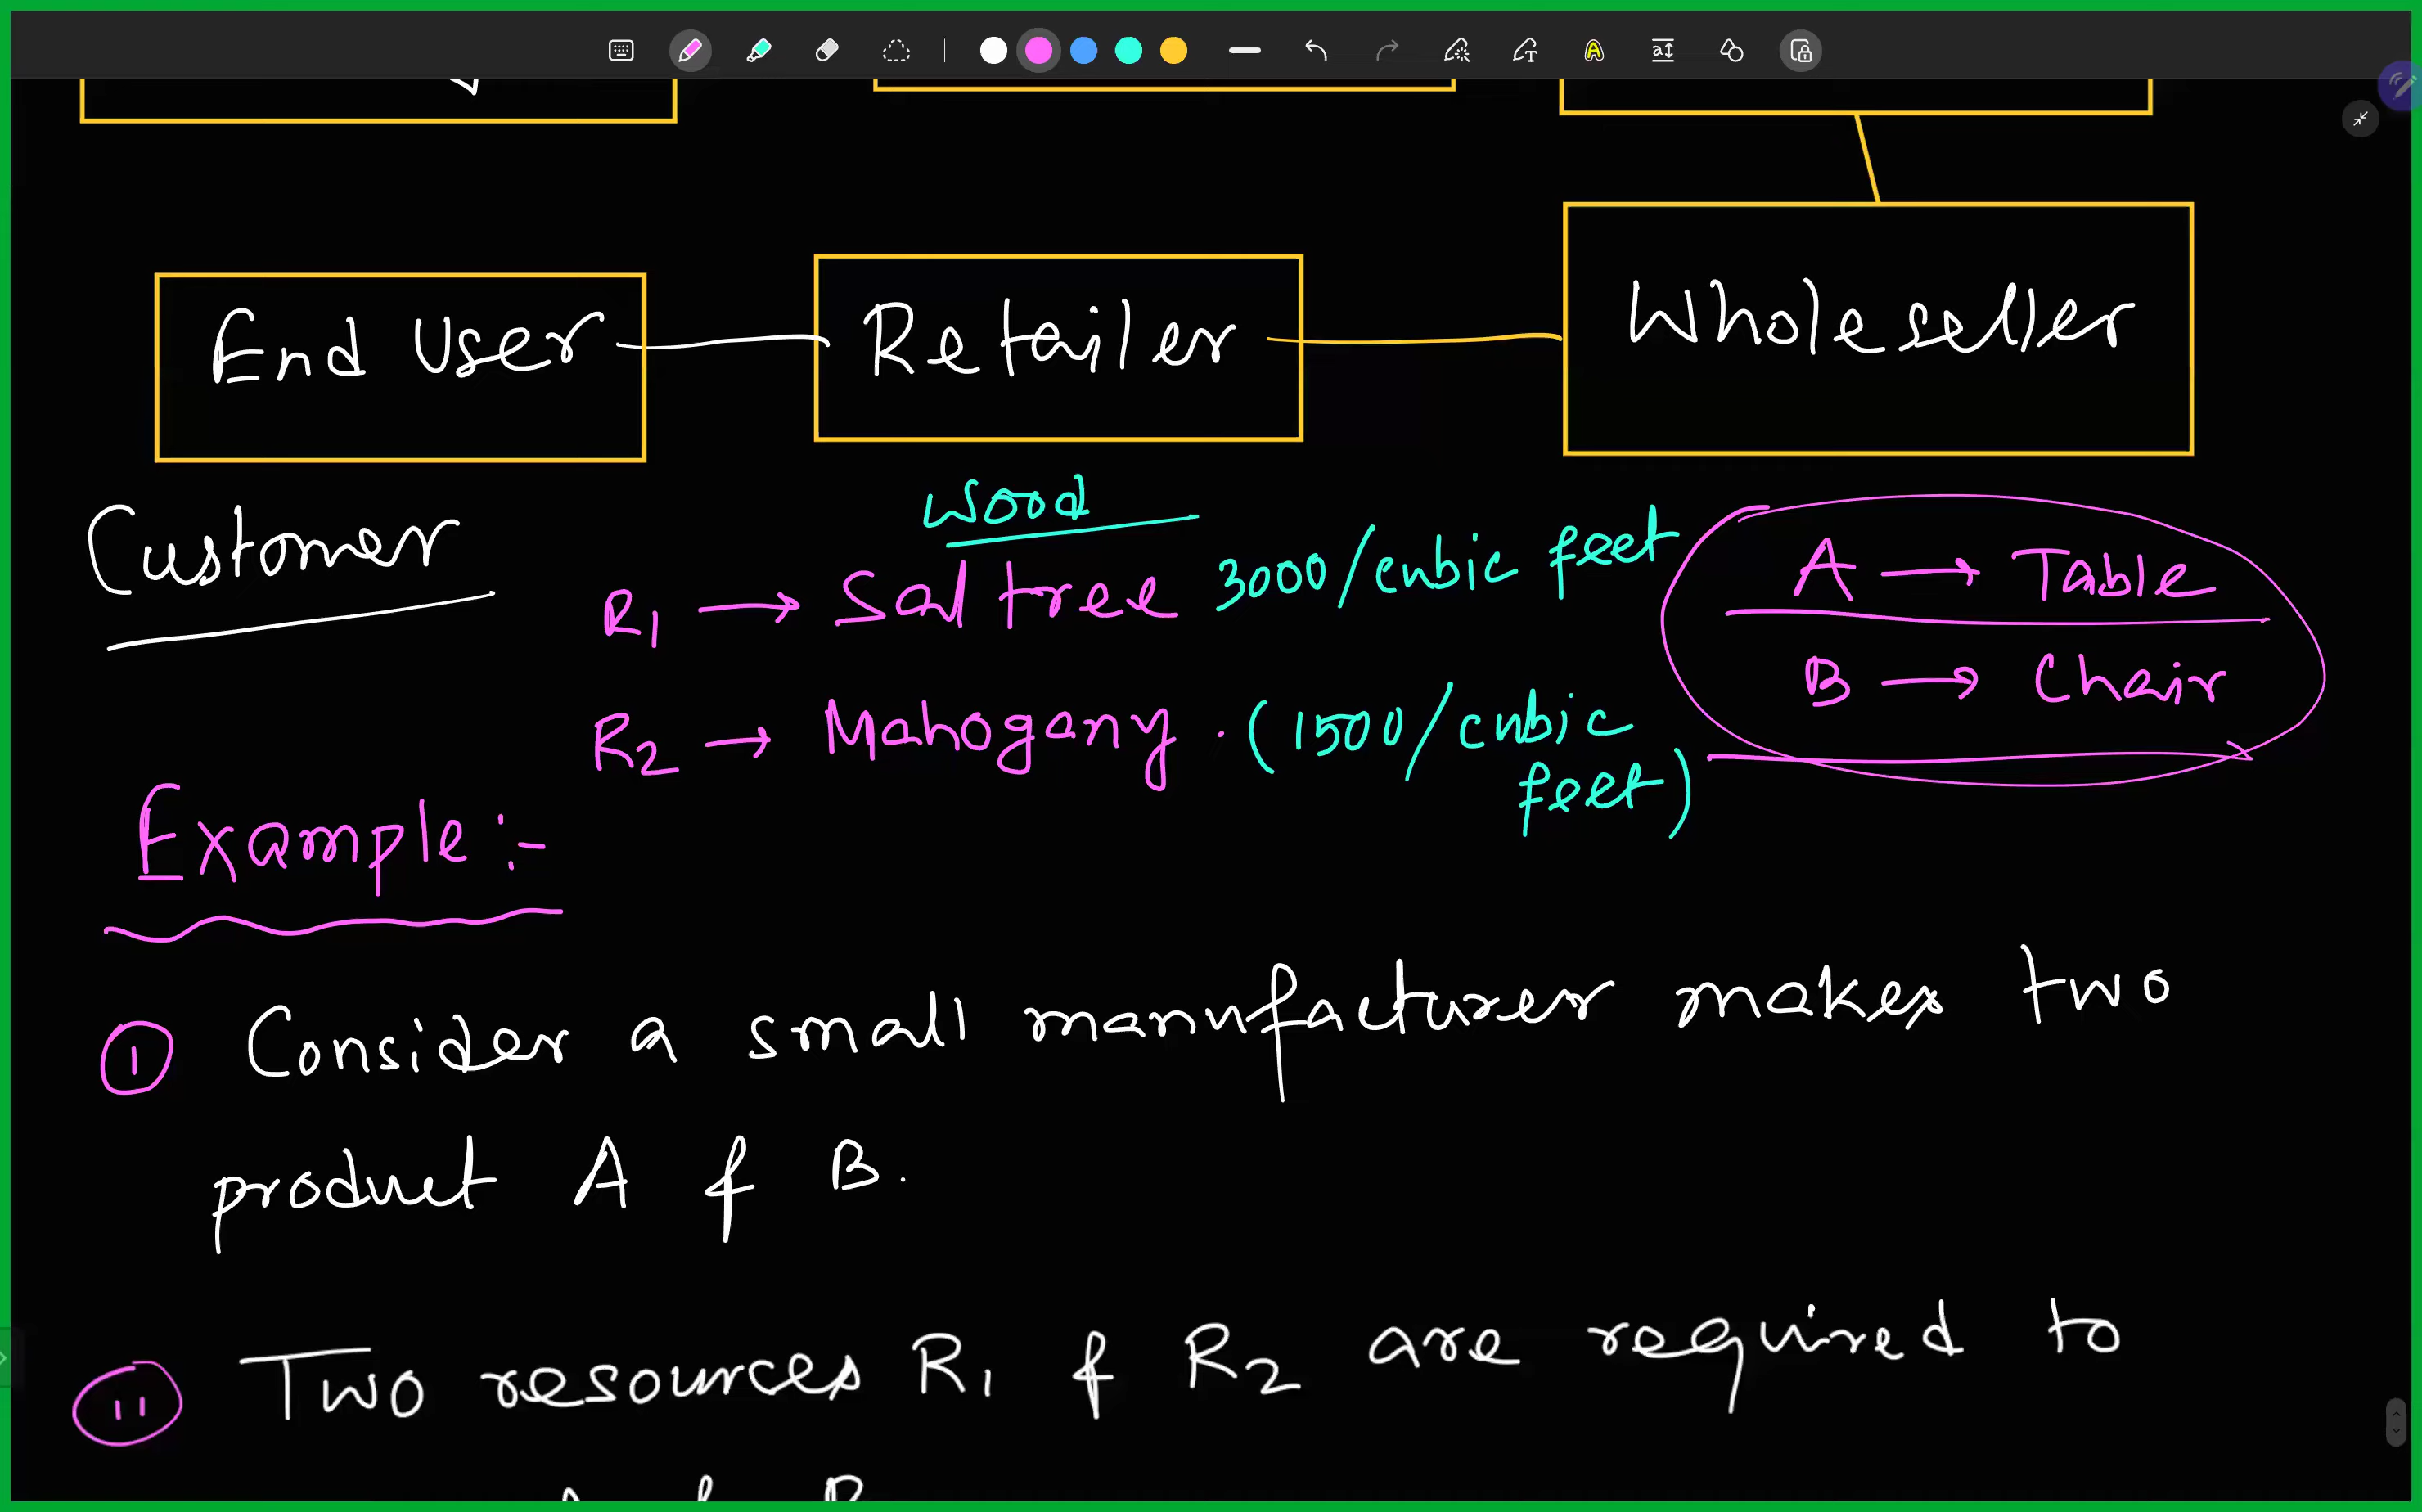 End User Retailer Wholeseller
Customer
Wood
R1 → Sal tree 3000/cubic feet
R2 → Mahogany. (1500/cubic feet)
A → Table
B → Chair
Example :-
I Consider a small manufacturer makes two
product A & B.
II Two resources R1 & R2 are required to